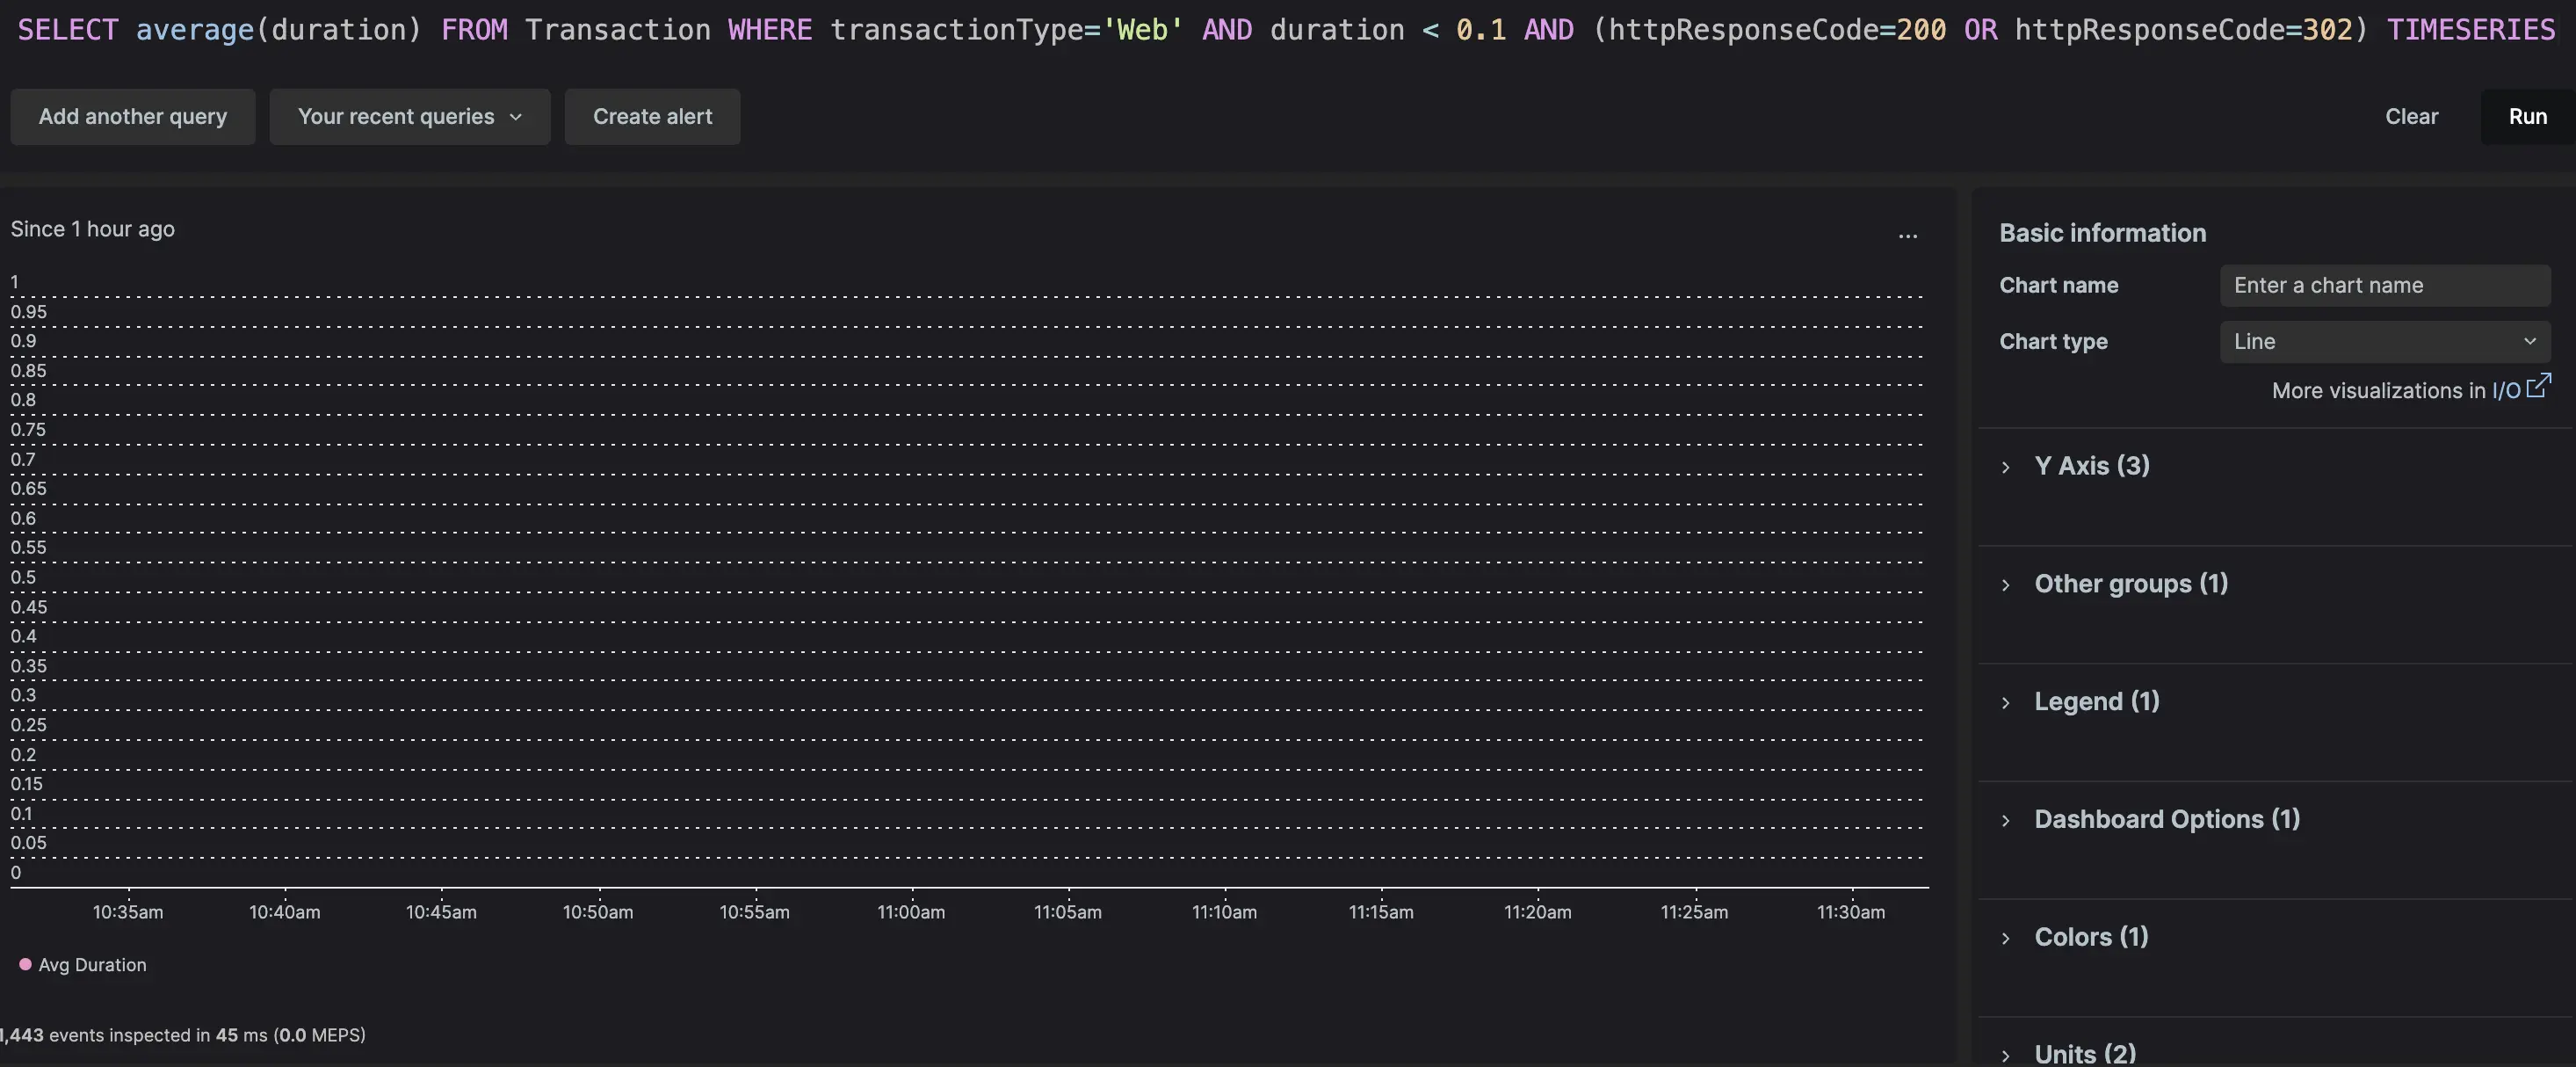 SELECT average(duration) FROM Transaction WHERE transactionType='Web' AND duration < 0.1 AND (httpResponseCode=200 OR httpResponseCode=302) TIMESERIES
Add another query
Your recent queries
Create alert
Clear
Run
Since 1 hour ago
...
1
0.95
0.9
0.85
0.8
0.75
0.7
0.65
0.6
0.55
0.5
0.45
0.4
0.35
0.3
0.25
0.2
0.15
0.1
0.05
0
10:35am 10:40am 10:45am 10:50am 10:55am 11:00am 11:05am 11:10am 11:15am 11:20am 11:25am 11:30am
Avg Duration
1,443 events inspected in 45 ms (0.0 MEPS)
Basic information
Chart name Enter a chart name
Chart type Line
More visualizations in I/O
Y Axis (3)
Other groups (1)
Legend (1)
Dashboard Options (1)
Colors (1)
Units (2)